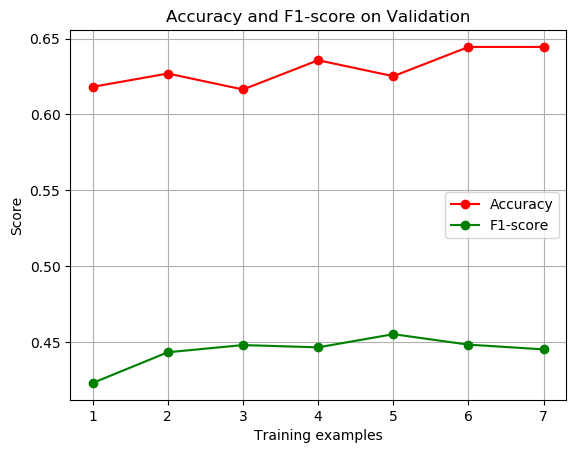 Accuracy and F1-score on Validation
0.65
0.60
0.55
0.50
0.45
Score
Accuracy
F1-score
1 2 3 4 5 6 7
Training examples